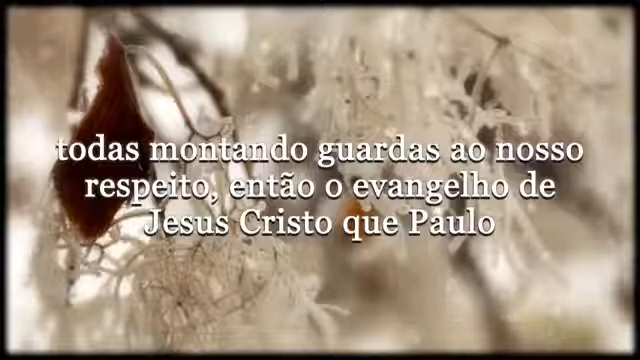 todas montando guardas ao nosso
respeito, então o evangelho de
Jesus Cristo que Paulo